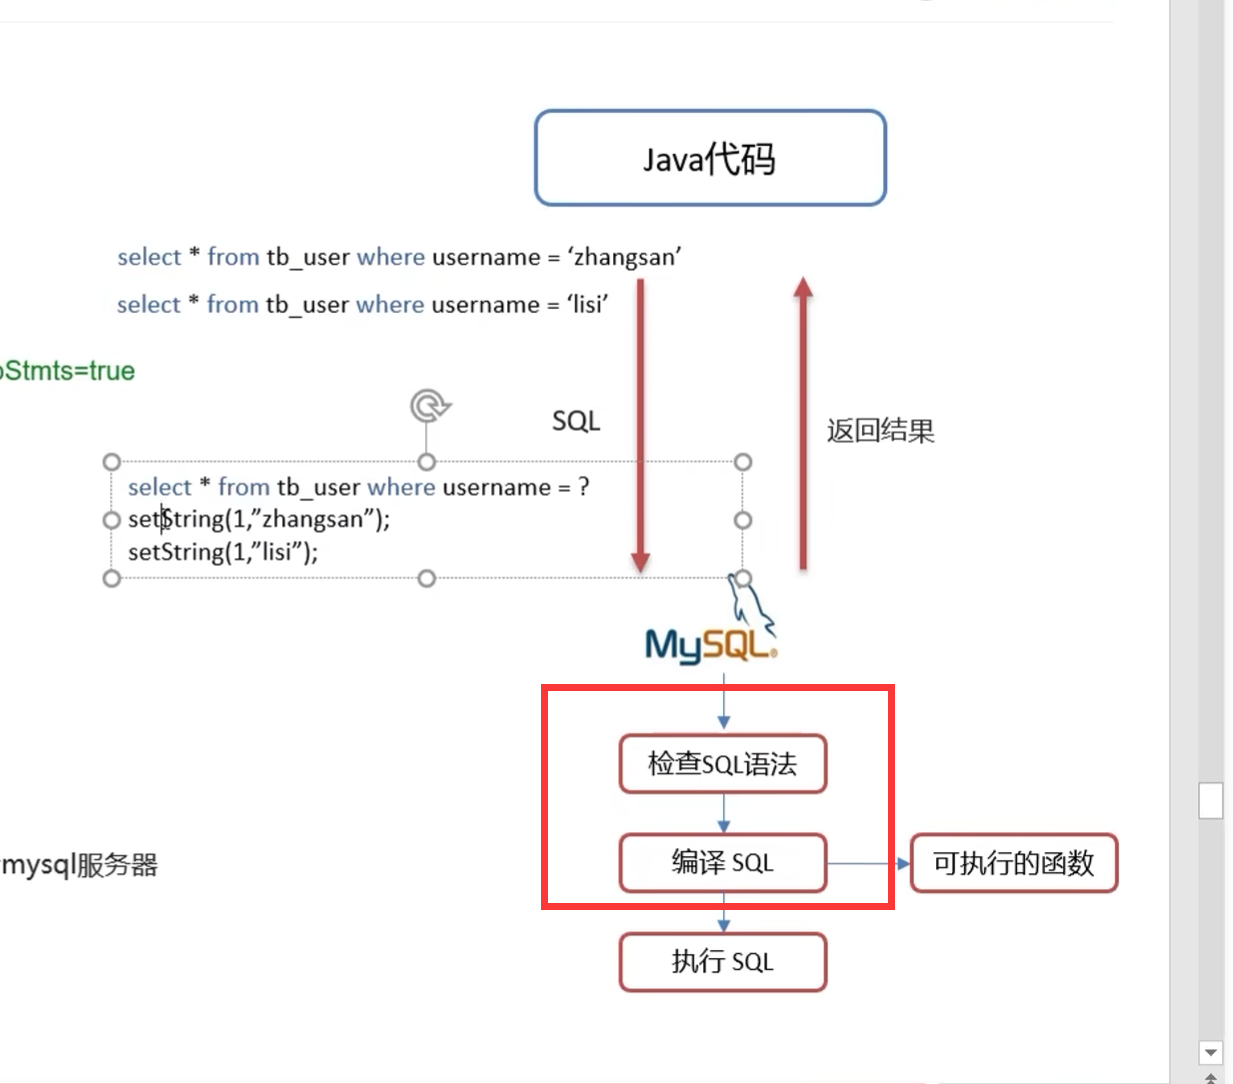 Java代码
select * from tb_user where username = ‘zhangsan’
select * from tb_user where username = ‘lisi’
Stmts=true
SQL
返回结果
select * from tb_user where username = ?
setString(1,”zhangsan”);
setString(1,”lisi”);
MySQL®
检查SQL语法
编译 SQL
可执行的函数
mysql服务器
执行 SQL